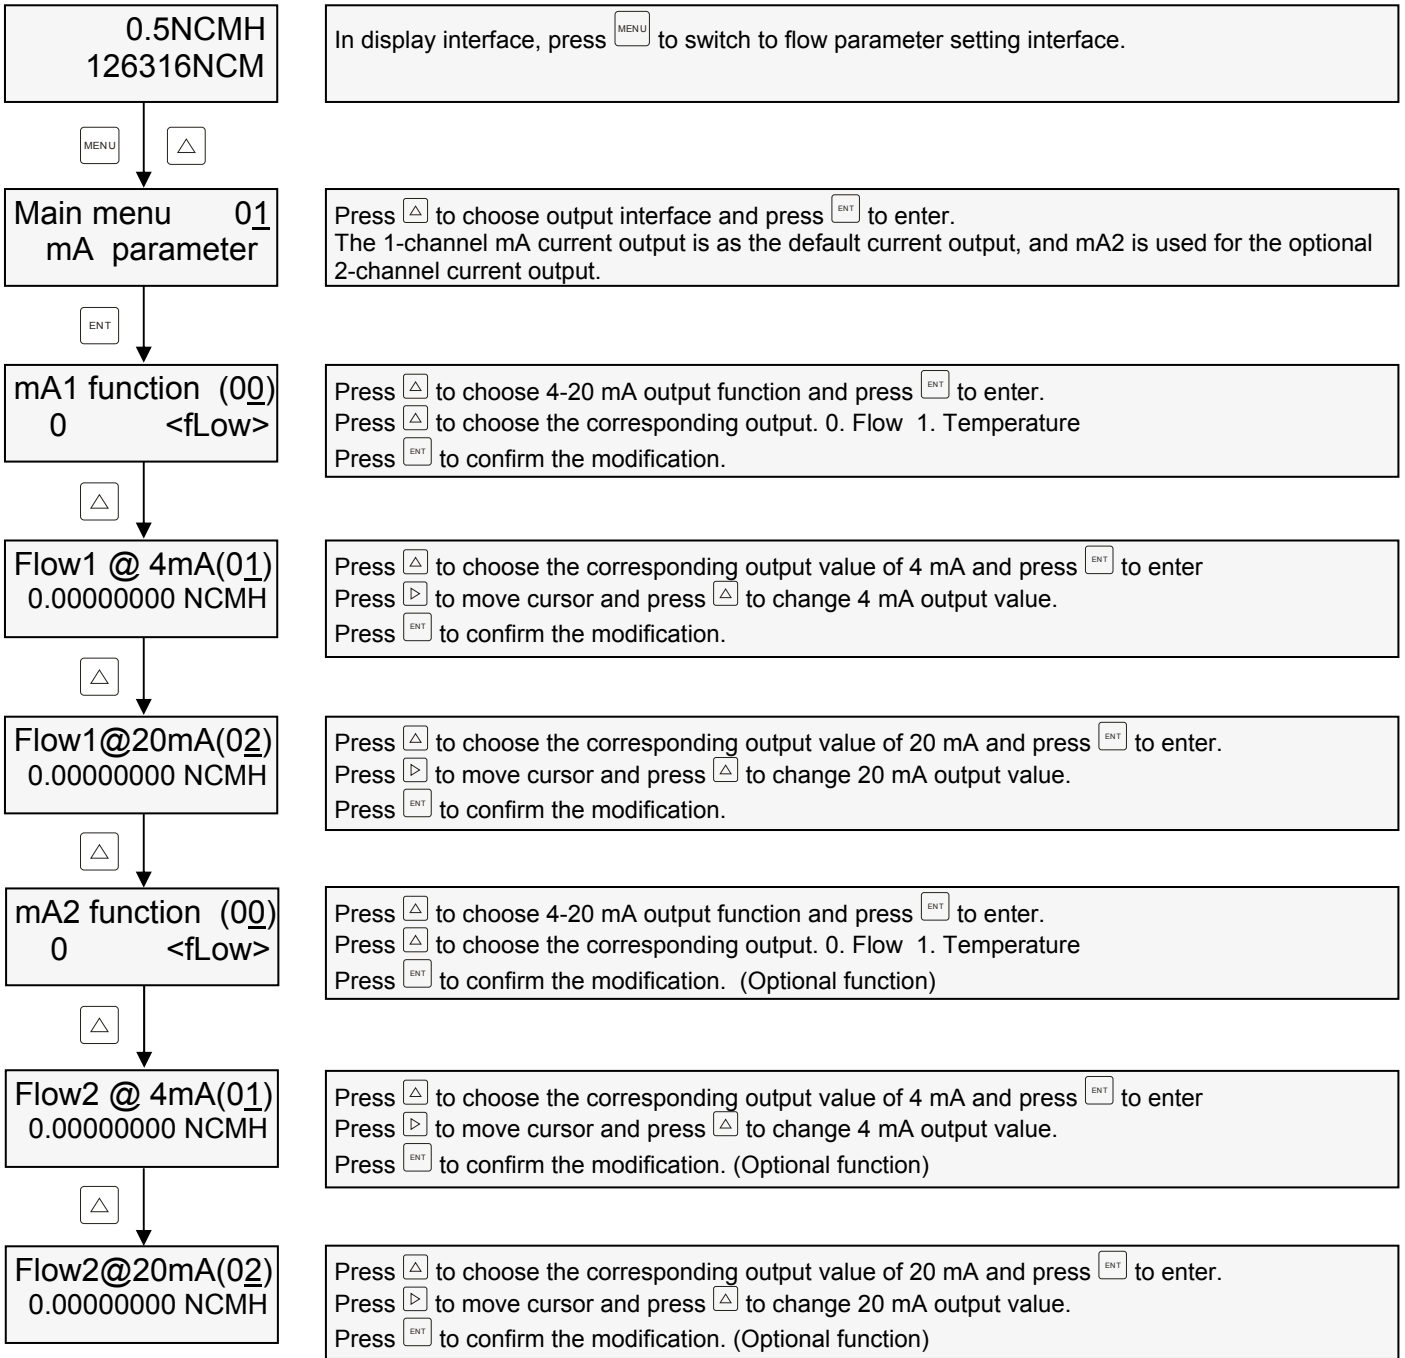 0.5NCMH
126316NCM
In display interface, press MENU to switch to flow parameter setting interface.
MENU
Main menu 01
mA parameter
Press to choose output interface and press ENT to enter.
The 1-channel mA current output is as the default current output, and mA2 is used for the optional
2-channel current output.
ENT
mA1 function (00)
0 <fLow>
Press to choose 4-20 mA output function and press ENT to enter.
Press to choose the corresponding output. 0. Flow 1. Temperature
Press ENT to confirm the modification.
Flow1 @ 4mA(01)
0.00000000 NCMH
Press to choose the corresponding output value of 4 mA and press ENT to enter
Press to move cursor and press to change 4 mA output value.
Press ENT to confirm the modification.
Flow1@20mA(02)
0.00000000 NCMH
Press to choose the corresponding output value of 20 mA and press ENT to enter.
Press to move cursor and press to change 20 mA output value.
Press ENT to confirm the modification.
mA2 function (00)
0 <fLow>
Press to choose 4-20 mA output function and press ENT to enter.
Press to choose the corresponding output. 0. Flow 1. Temperature
Press ENT to confirm the modification. (Optional function)
Flow2 @ 4mA(01)
0.00000000 NCMH
Press to choose the corresponding output value of 4 mA and press ENT to enter
Press to move cursor and press to change 4 mA output value.
Press ENT to confirm the modification. (Optional function)
Flow2@20mA(02)
0.00000000 NCMH
Press to choose the corresponding output value of 20 mA and press ENT to enter.
Press to move cursor and press to change 20 mA output value.
Press ENT to confirm the modification. (Optional function)